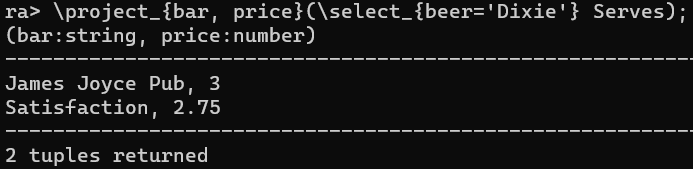 ra> \project_{bar, price}(\select_{beer='Dixie'} Serves);
(bar:string, price:number)
----------------------------------------------------------
James Joyce Pub, 3
Satisfaction, 2.75
----------------------------------------------------------
2 tuples returned